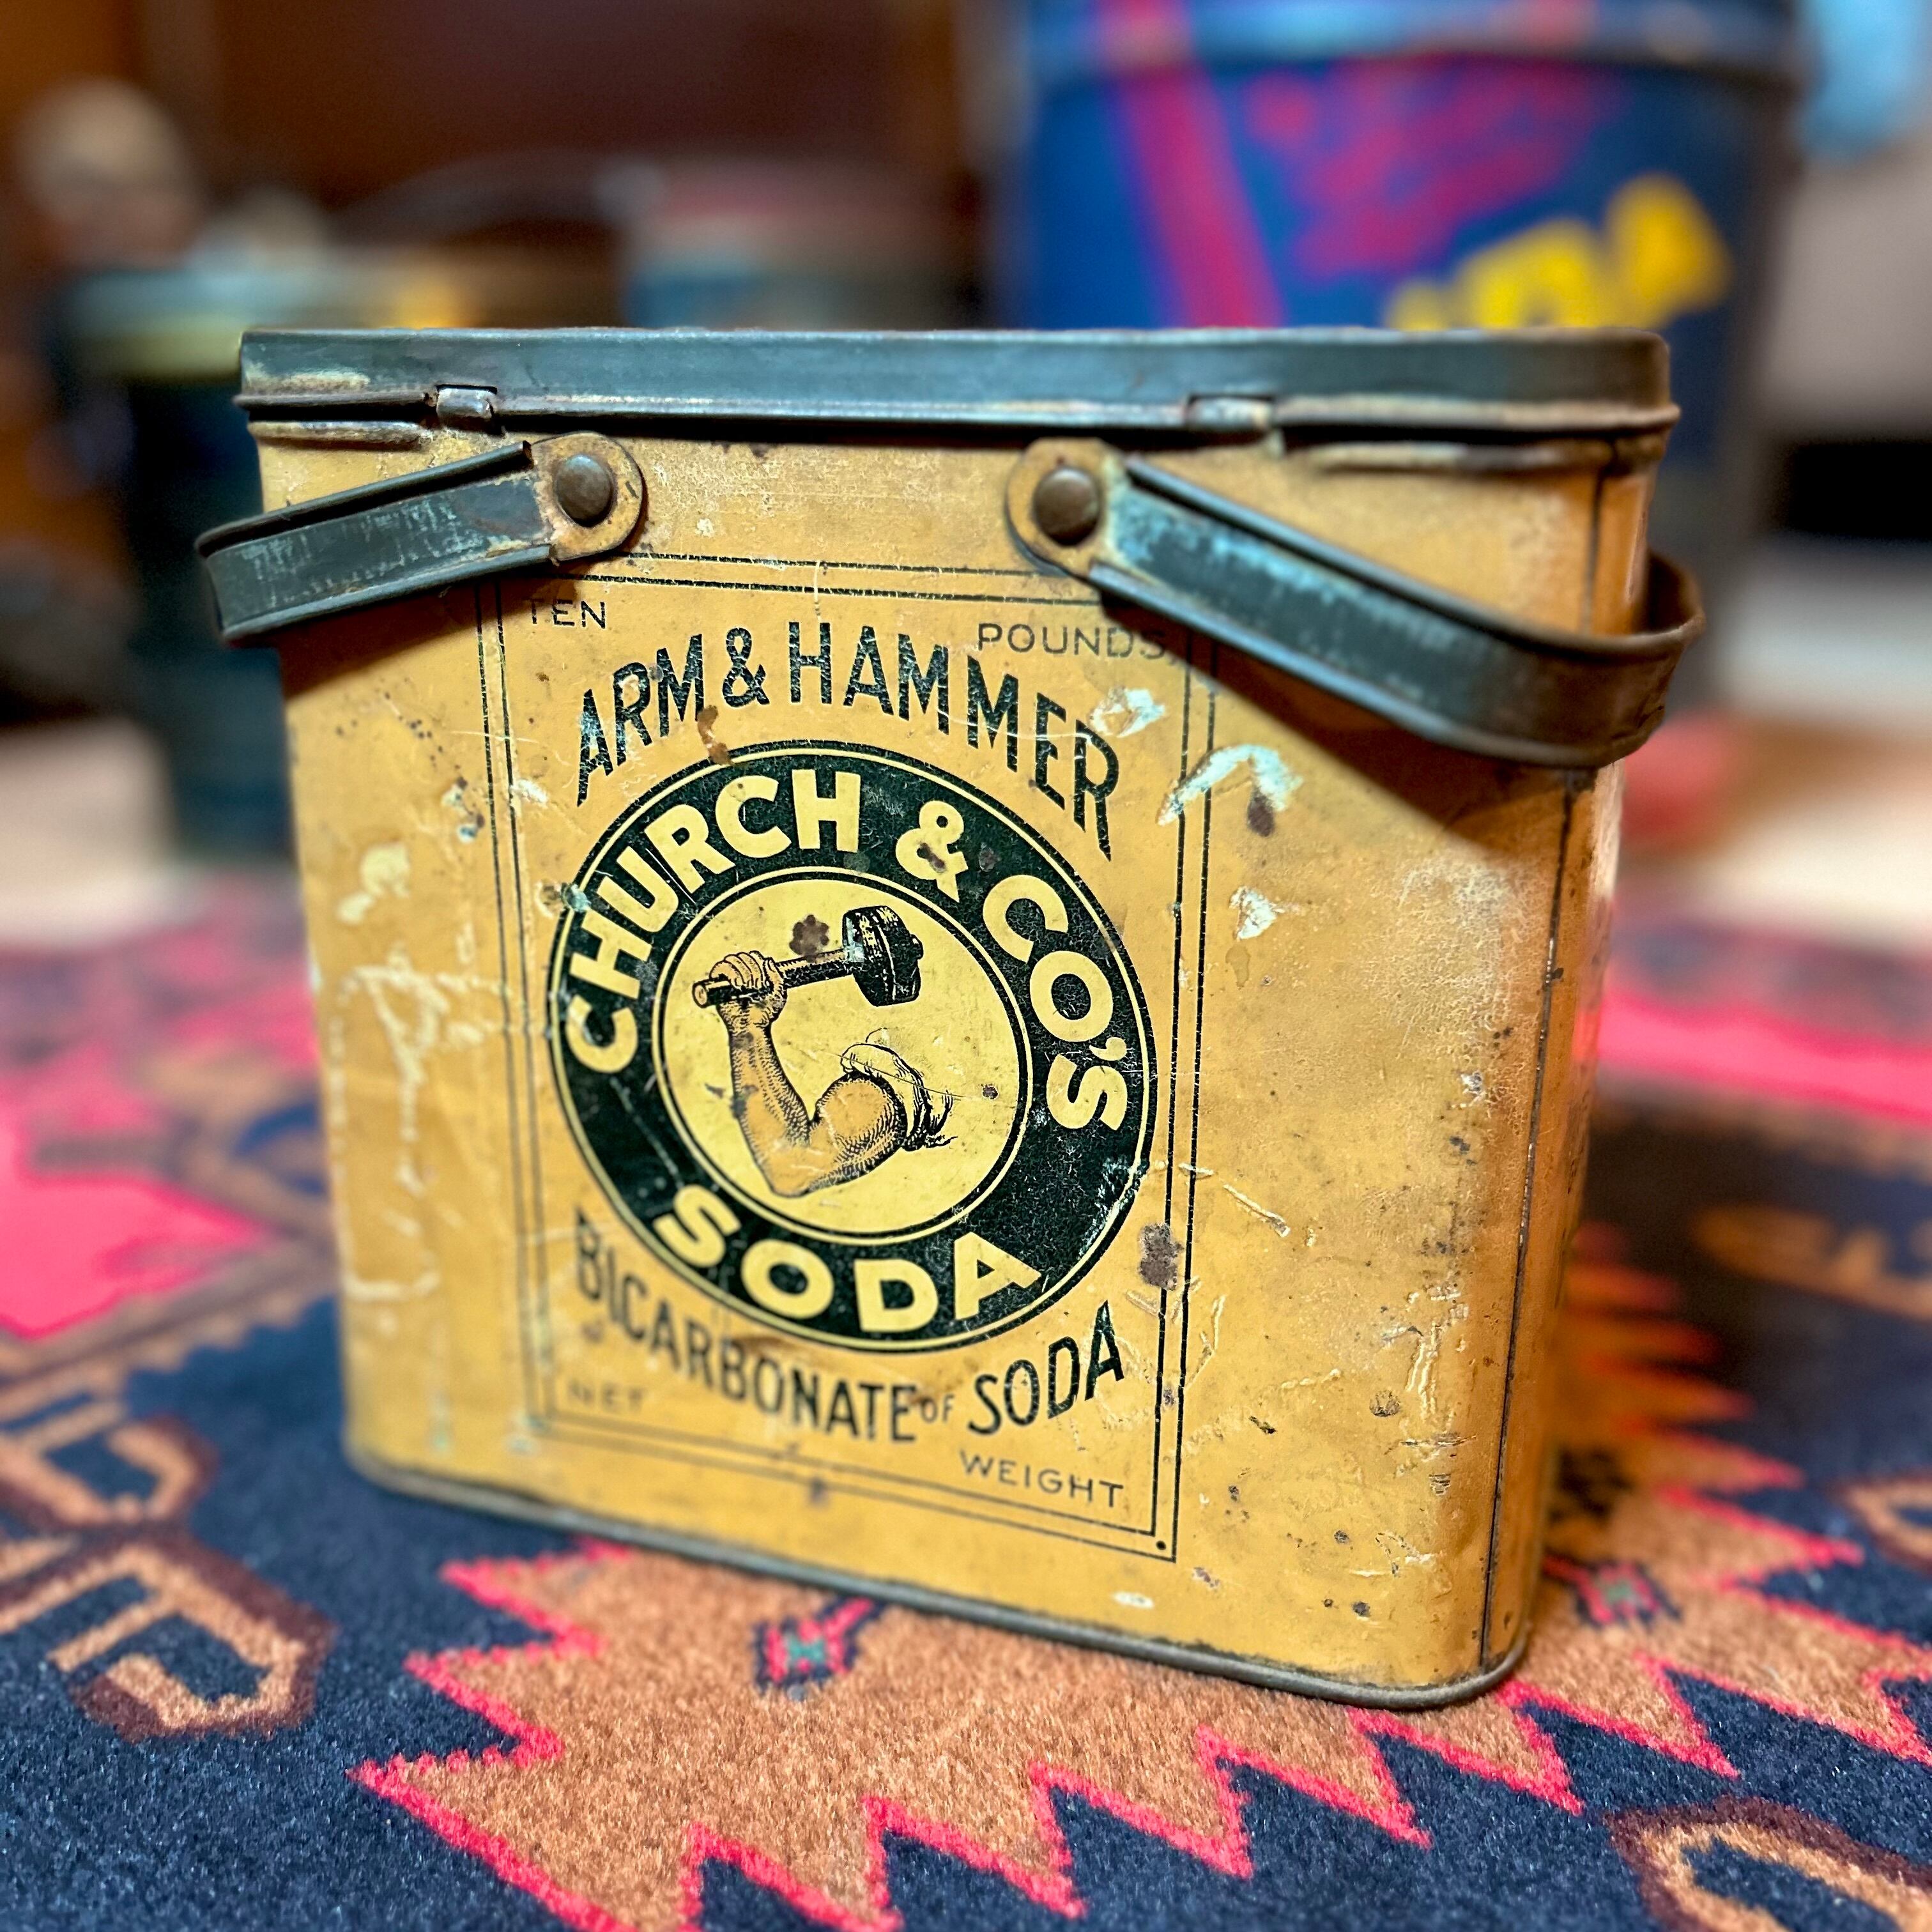 TEN POUNDS
ARM & HAMMER
CHURCH & CO'S
SODA
BICARBONATE OF SODA
NET WEIGHT